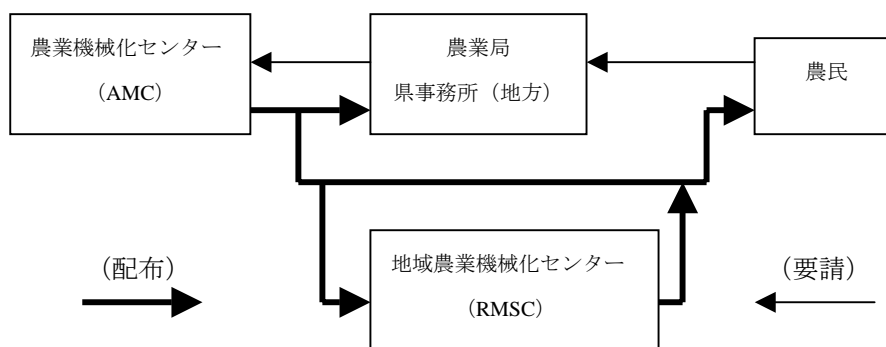 農業機械化センター
（AMC）
農業局
県事務所（地方）
農民
地域農業機械化センター
（RMSC）
（配布）
（要請）